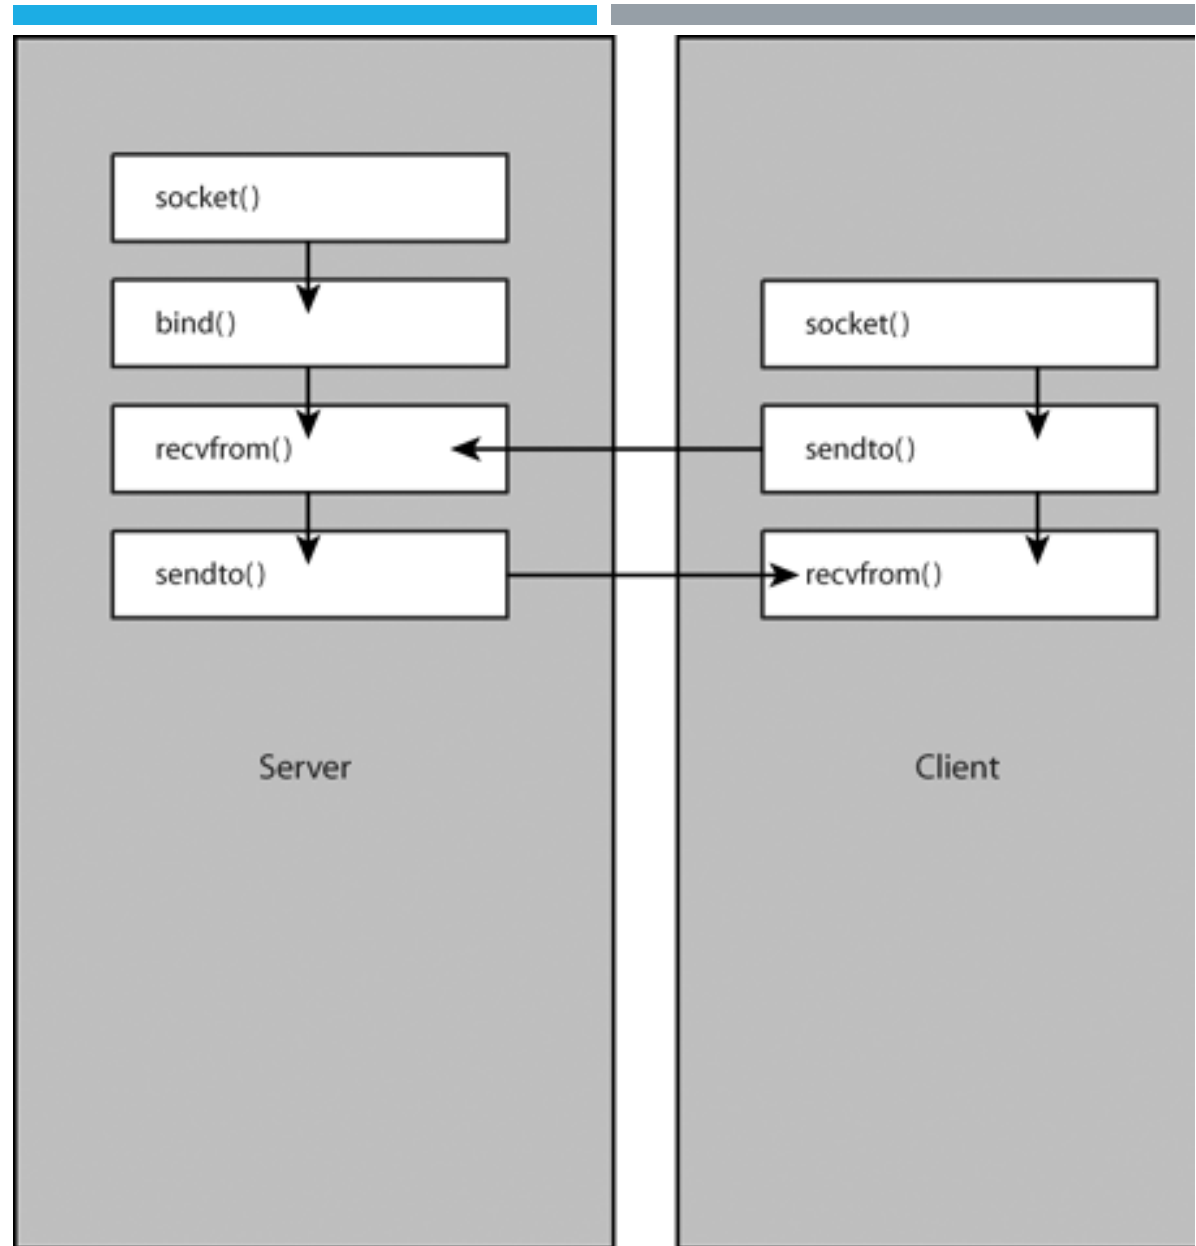 socket()
bind()
recvfrom()
sendto()
Server
socket()
sendto()
recvfrom()
Client